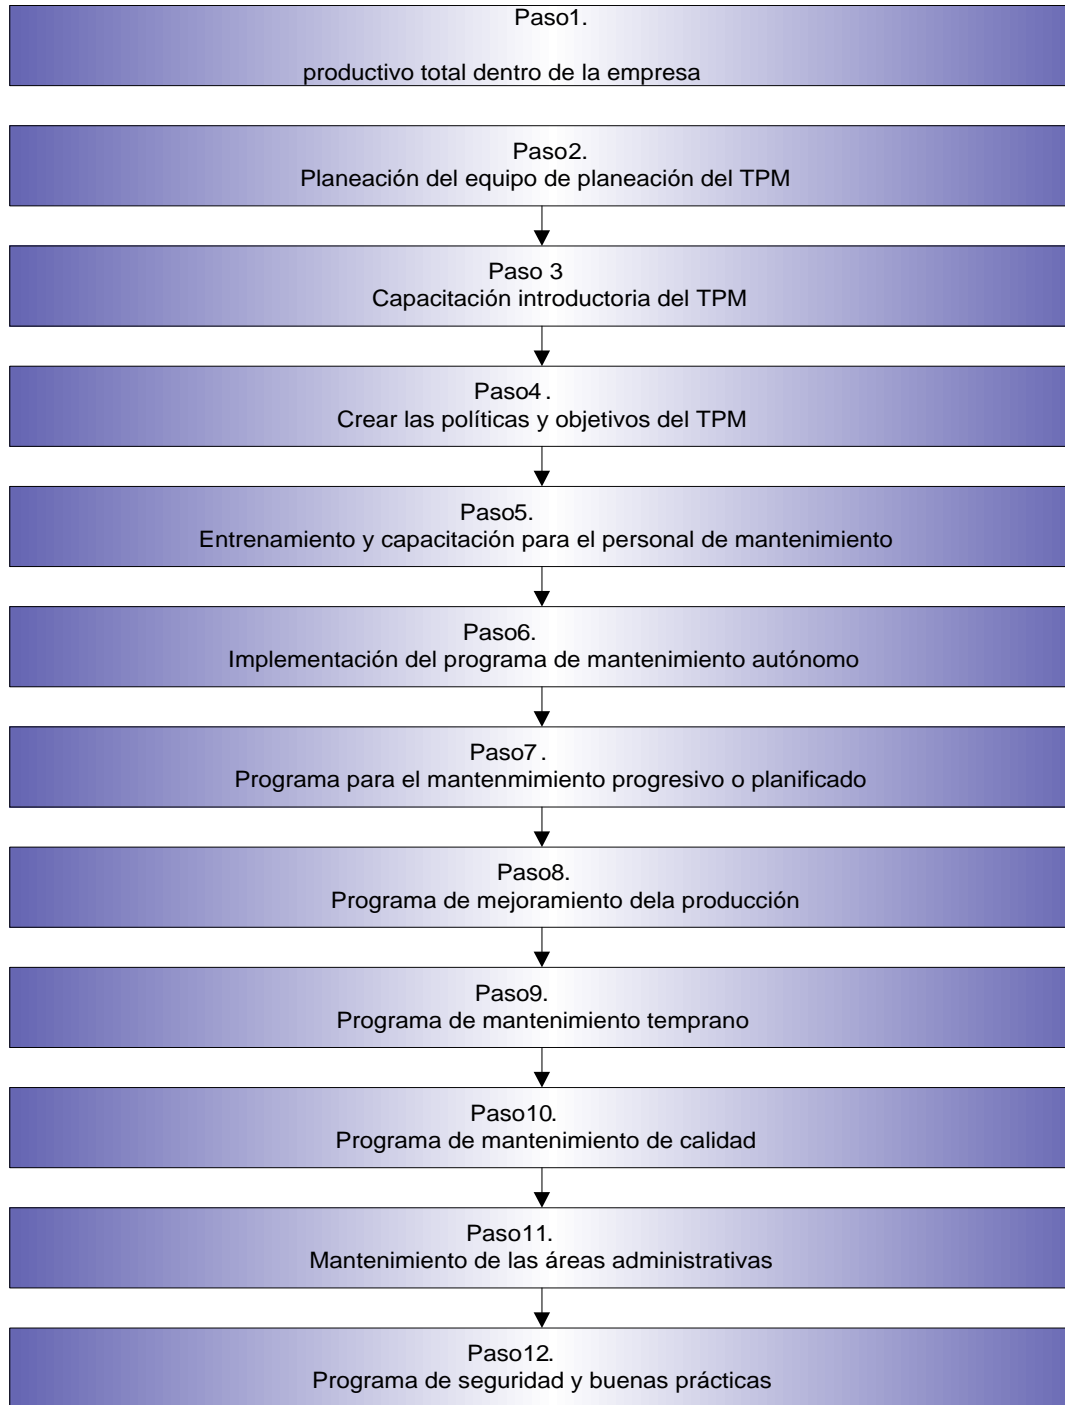 Paso1.
productivo total dentro de la empresa
Paso2.
Planeación del equipo de planeación del TPM
Paso 3
Capacitación introductoria del TPM
Paso4.
Crear las políticas y objetivos del TPM
Paso5.
Entrenamiento y capacitación para el personal de mantenimiento
Paso6.
Implementación del programa de mantenimiento autónomo
Paso7.
Programa para el mantenmimiento progresivo o planificado
Paso8.
Programa de mejoramiento dela producción
Paso9.
Programa de mantenimiento temprano
Paso10.
Programa de mantenimiento de calidad
Paso11.
Mantenimiento de las áreas administrativas
Paso12.
Programa de seguridad y buenas prácticas